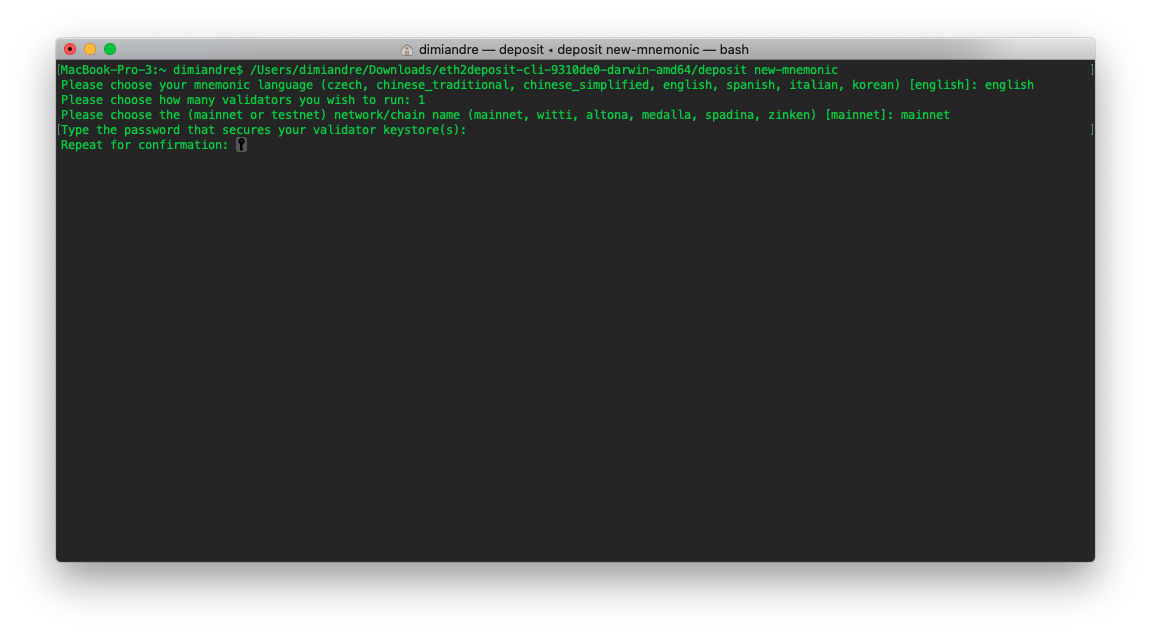 dimiandre — deposit ◂ deposit new-mnemonic — bash
[MacBook-Pro-3:~ dimiandre$ /Users/dimiandre/Downloads/eth2deposit-cli-9310de0-darwin-amd64/deposit new-mnemonic ]
Please choose your mnemonic language (czech, chinese_traditional, chinese_simplified, english, spanish, italian, korean) [english]: english
Please choose how many validators you wish to run: 1
Please choose the (mainnet or testnet) network/chain name (mainnet, witti, altona, medalla, spadina, zinken) [mainnet]: mainnet
[Type the password that secures your validator keystore(s): ]
Repeat for confirmation: